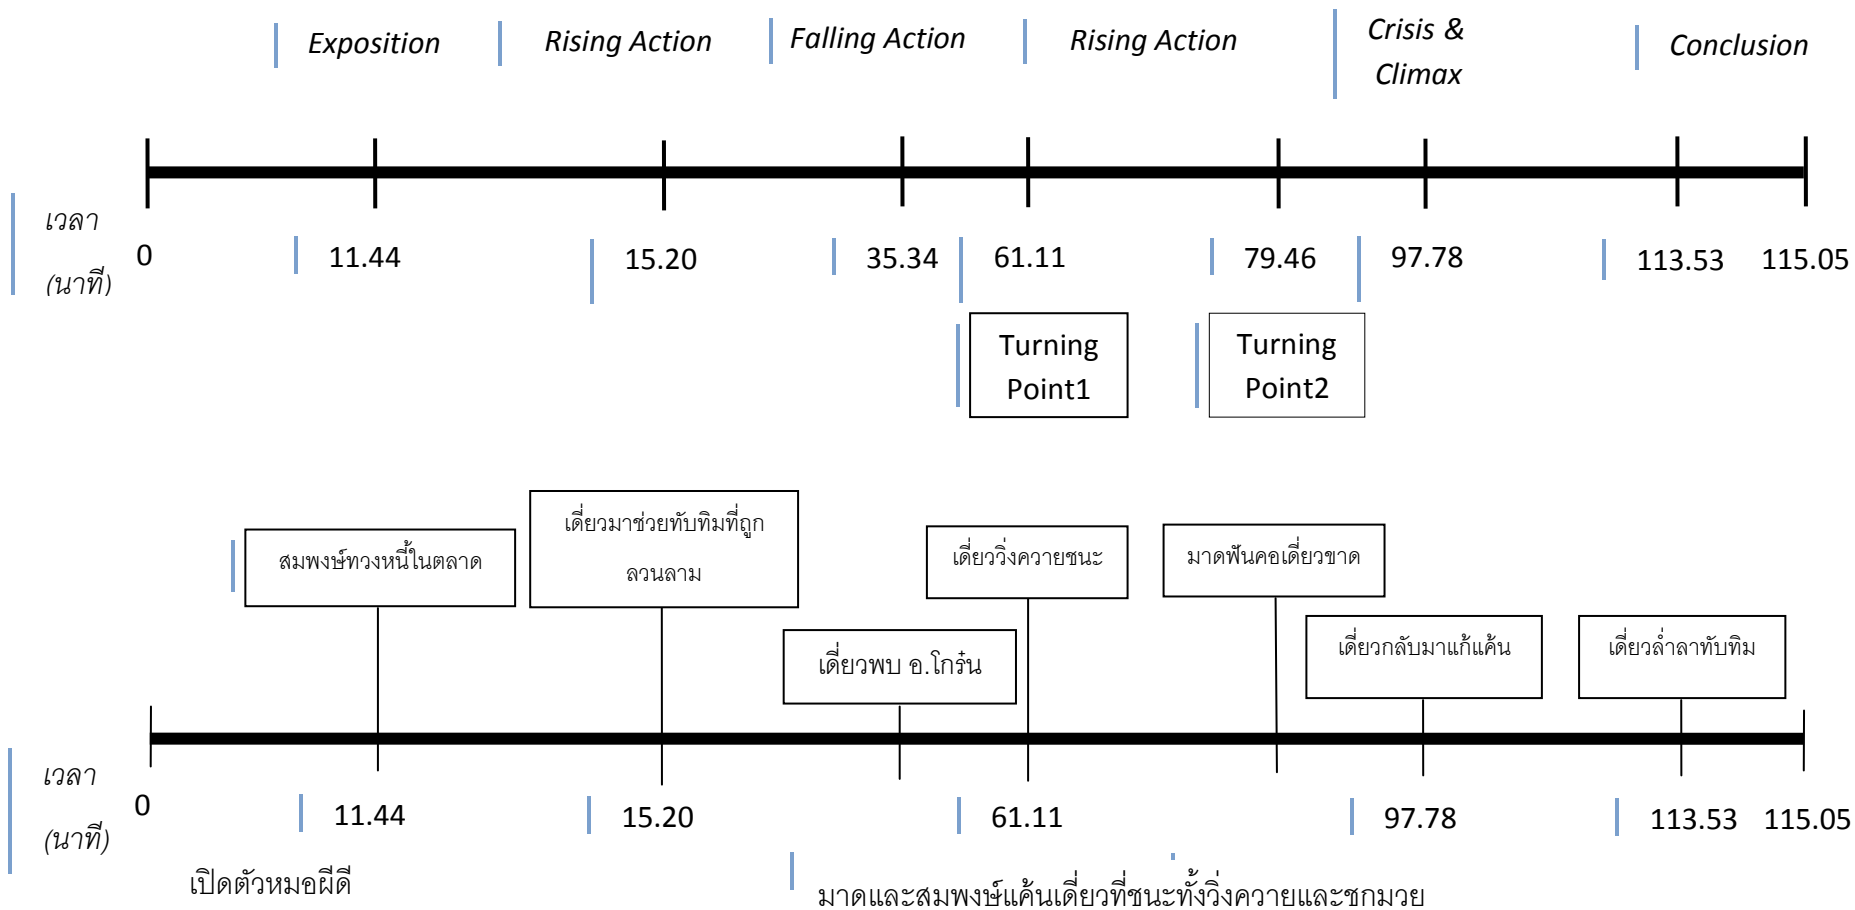 Exposition
Rising Action
Falling Action
Rising Action
Crisis &
Climax
Conclusion
เวลา
(นาที)
0
11.44
15.20
35.34
61.11
79.46
97.78
113.53
115.05
Turning
Point1
Turning
Point2
สมพงษ์ทวงหนี้ในตลาด
เดี่ยวมาช่วยทับทิมที่ถูก
ลวนลาม
เดี่ยวพบ อ.โกร๋น
เดี่ยววิ่งควายชนะ
มาดฟันคอเดี่ยวขาด
เดี่ยวกลับมาแก้แค้น
เดี่ยวล่ำลาทับทิม
เวลา
(นาที)
0
11.44
15.20
61.11
97.78
113.53
115.05
เปิดตัวหมอผีดี
มาดและสมพงษ์แค้นเดี่ยวที่ชนะทั้งวิ่งควายและชกมวย